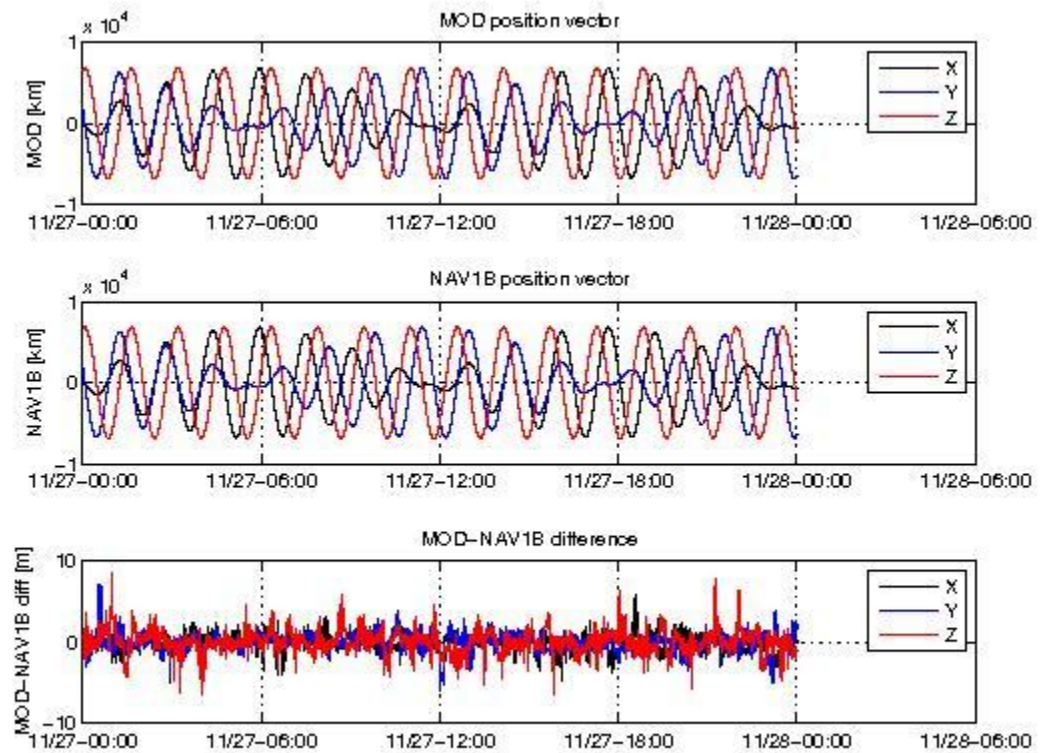 x 10^4
MOD position vector
1
0
−1
MOD [km]
X
Y
Z
11/27−00:00 11/27−06:00 11/27−12:00 11/27−18:00 11/28−00:00 11/28−06:00
x 10^4
NAV1B position vector
1
0
−1
NAV1B [km]
X
Y
Z
11/27−00:00 11/27−06:00 11/27−12:00 11/27−18:00 11/28−00:00 11/28−06:00
MOD−NAV1B difference
10
0
−10
MOD−NAV1B diff [m]
X
Y
Z
11/27−00:00 11/27−06:00 11/27−12:00 11/27−18:00 11/28−00:00 11/28−06:00